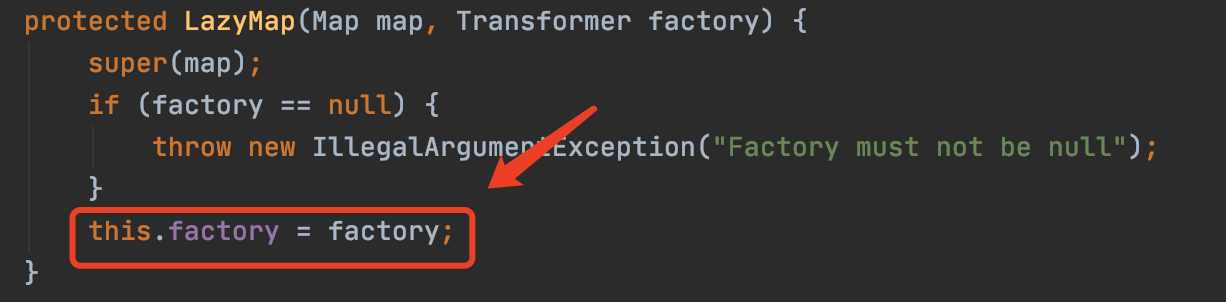 protected LazyMap(Map map, Transformer factory) {
super(map);
if (factory == null) {
throw new IllegalArgumentException("Factory must not be null");
}
this.factory = factory;
}